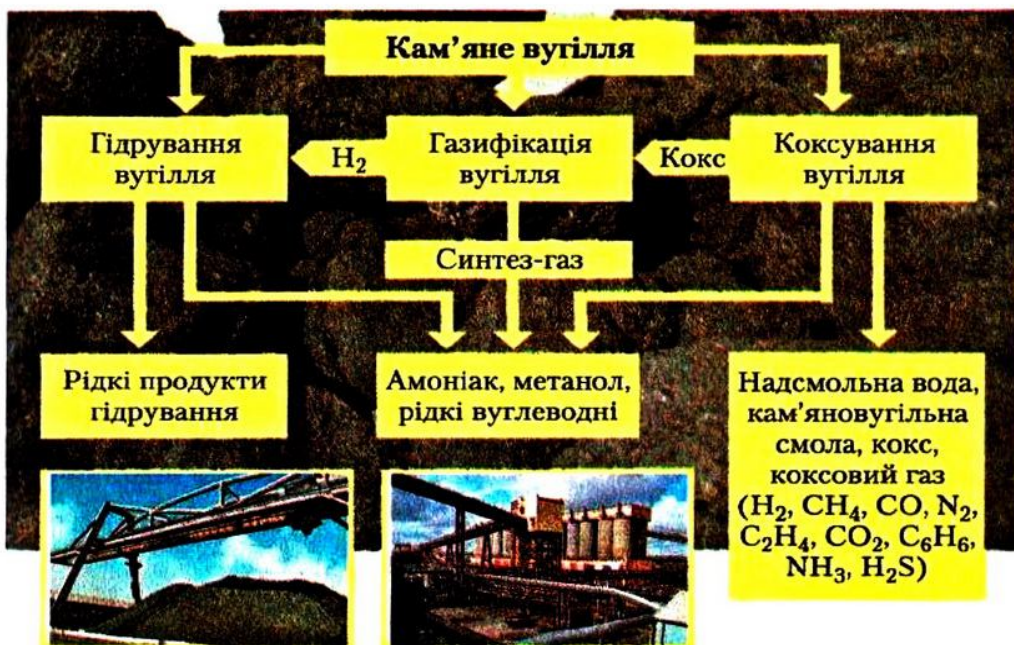 Кам’яне вугілля
Гідрування
вугілля
H₂
Газифікація
вугілля
Кокс
Коксування
вугілля
Синтез-газ
Рідкі продукти
гідрування
Амоніак, метанол,
рідкі вуглеводні
Надсмольна вода,
кам’яновугільна
смола, кокс,
коксовий газ
(H₂, CH₄, CO, N₂,
C₂H₄, CO₂, C₆H₆,
NH₃, H₂S)